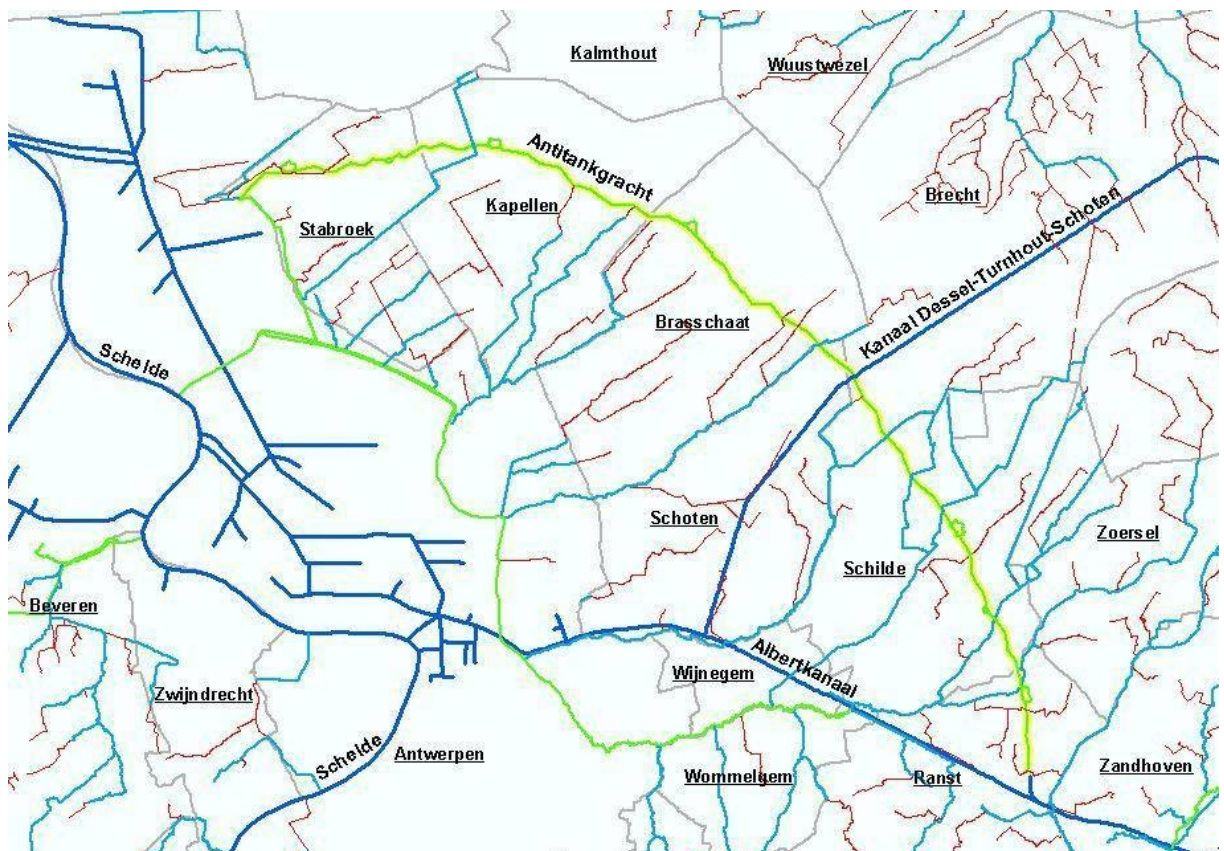 Kalmthout
Wuustwezel
Antitankgracht
Brecht
Kapellen
Stabroek
Kanaal Dessel-Turnhout-Schoten
Brasschaat
Schelde
Schoten
Zoersel
Schilde
Beveren
Albertkanaal
Wijnegem
Zwijndrecht
Schelde
Antwerpen
Wommelgem
Ranst
Zandhoven